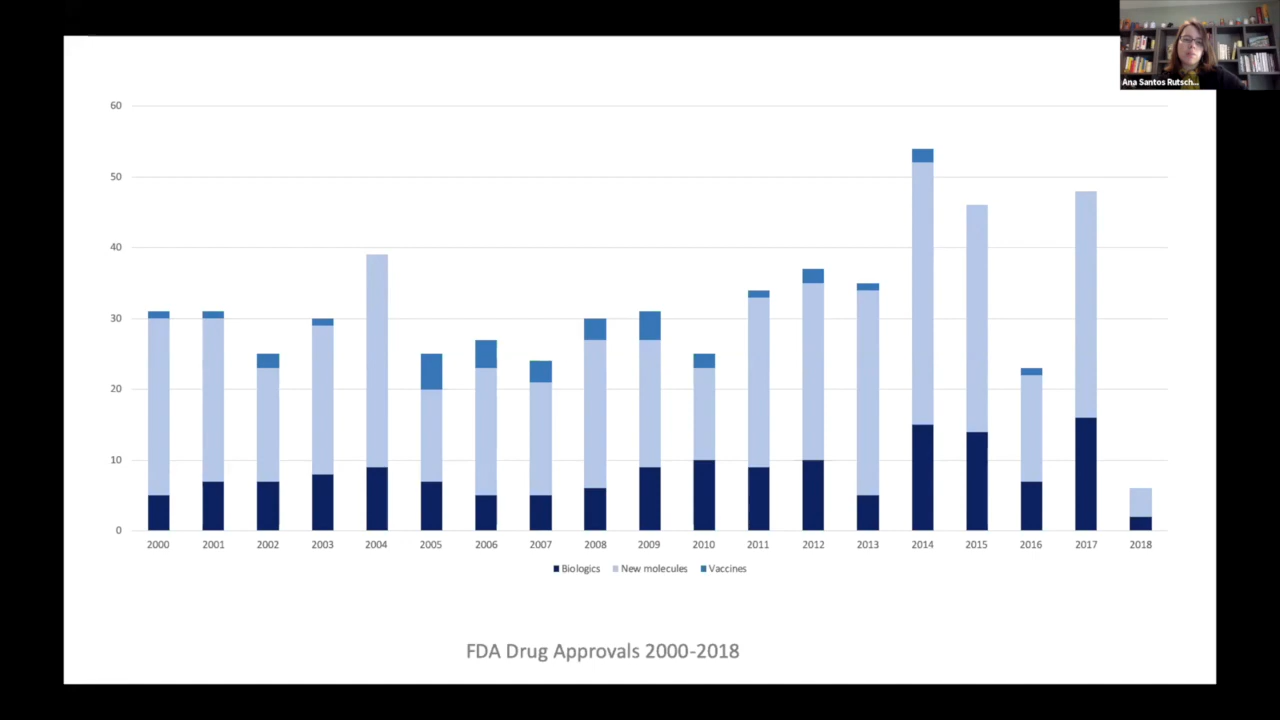 Ana Santos Rutsch...
60
50
40
30
20
10
0
2000 2001 2002 2003 2004 2005 2006 2007 2008 2009 2010 2011 2012 2013 2014 2015 2016 2017 2018
Biologics New molecules Vaccines
FDA Drug Approvals 2000-2018